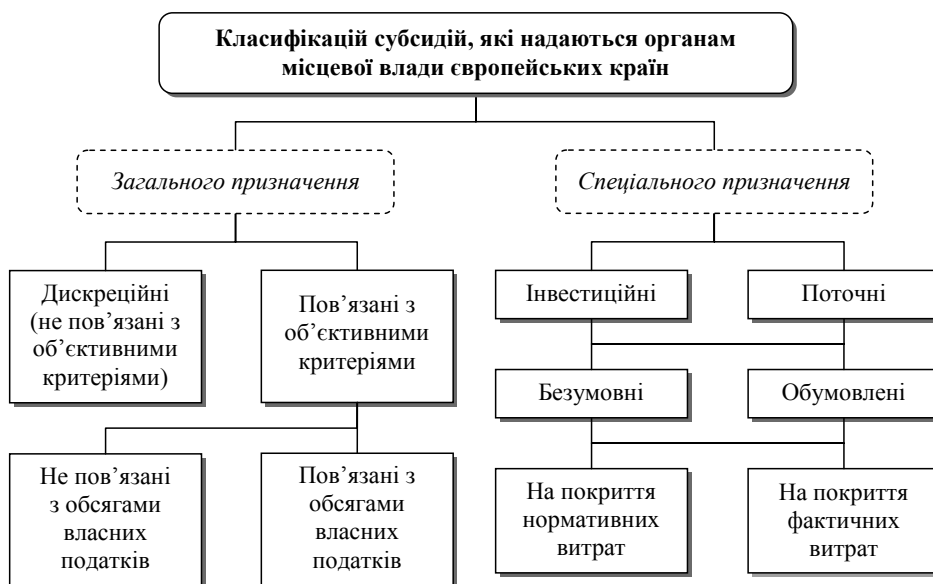 Класифікацій субсидій, які надаються органам
місцевої влади європейських країн
Загального призначення
Спеціального призначення
Дискреційні
(не пов’язані з
об’єктивними
критеріями)
Пов’язані з
об’єктивними
критеріями
Інвестиційні
Поточні
Безумовні
Обумовлені
Не пов’язані
з обсягами
власних
податків
Пов’язані з
обсягами
власних
податків
На покриття
нормативних
витрат
На покриття
фактичних
витрат